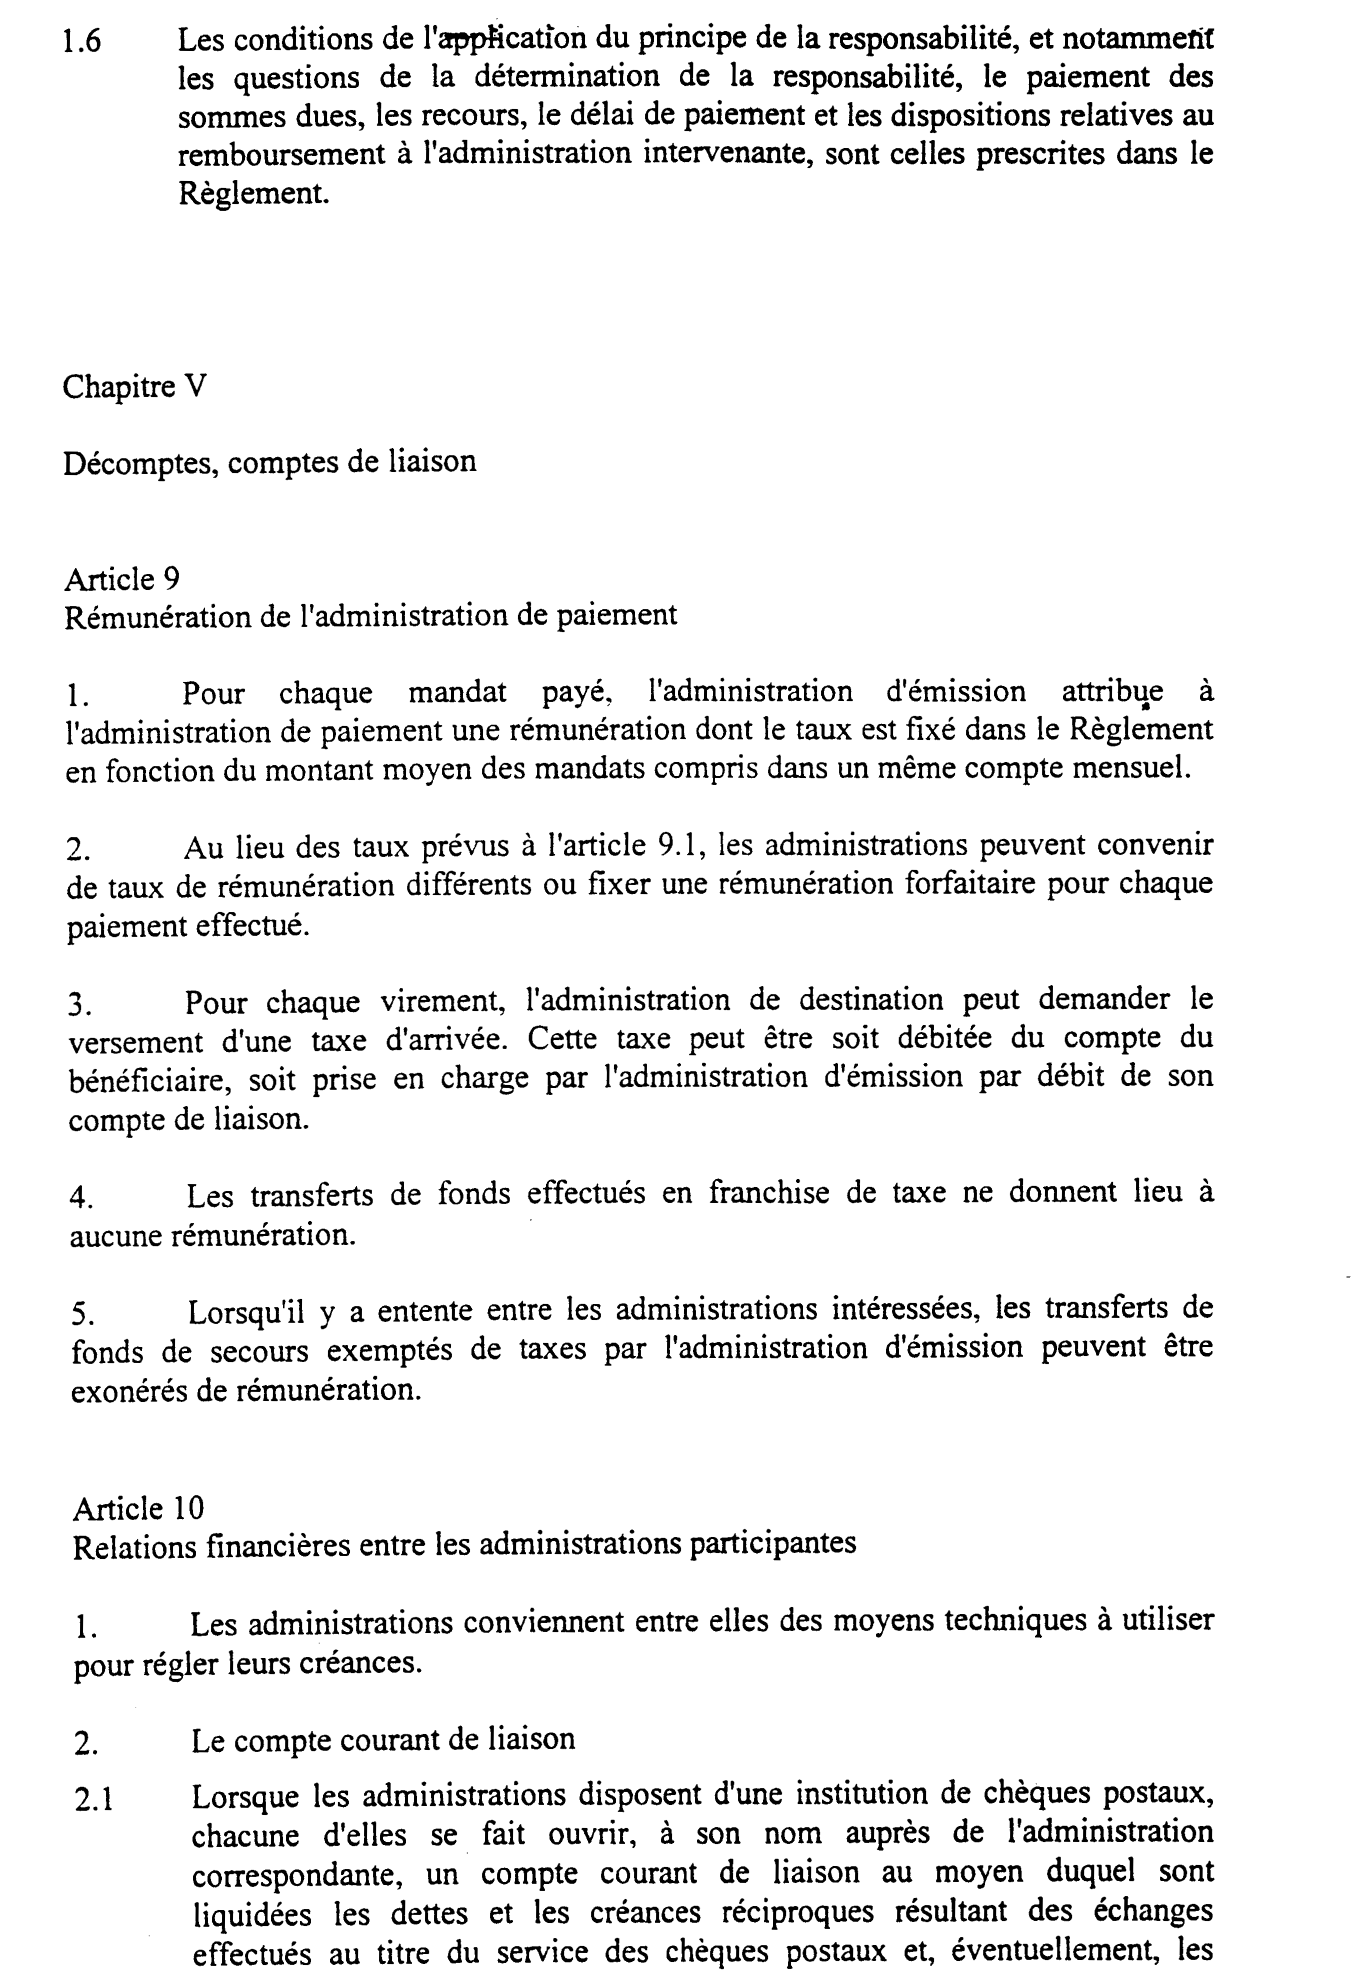 1.6 Les conditions de l'application du principe de la responsabilité, et notamment
les questions de la détermination de la responsabilité, le paiement des
sommes dues, les recours, le délai de paiement et les dispositions relatives au
remboursement à l'administration intervenante, sont celles prescrites dans le
Règlement.
Chapitre V
Décomptes, comptes de liaison
Article 9
Rémunération de l'administration de paiement
1. Pour chaque mandat payé, l'administration d'émission attribue à
l'administration de paiement une rémunération dont le taux est fixé dans le Règlement
en fonction du montant moyen des mandats compris dans un même compte mensuel.
2. Au lieu des taux prévus à l'article 9.1, les administrations peuvent convenir
de taux de rémunération différents ou fixer une rémunération forfaitaire pour chaque
paiement effectué.
3. Pour chaque virement, l'administration de destination peut demander le
versement d'une taxe d'arrivée. Cette taxe peut être soit débitée du compte du
bénéficiaire, soit prise en charge par l'administration d'émission par débit de son
compte de liaison.
4. Les transferts de fonds effectués en franchise de taxe ne donnent lieu à
aucune rémunération.
5. Lorsqu'il y a entente entre les administrations intéressées, les transferts de
fonds de secours exemptés de taxes par l'administration d'émission peuvent être
exonérés de rémunération.
Article 10
Relations financières entre les administrations participantes
1. Les administrations conviennent entre elles des moyens techniques à utiliser
pour régler leurs créances.
2. Le compte courant de liaison
2.1 Lorsque les administrations disposent d'une institution de chèques postaux,
chacune d'elles se fait ouvrir, à son nom auprès de l'administration
correspondante, un compte courant de liaison au moyen duquel sont
liquidées les dettes et les créances réciproques résultant des échanges
effectués au titre du service des chèques postaux et, éventuellement, les